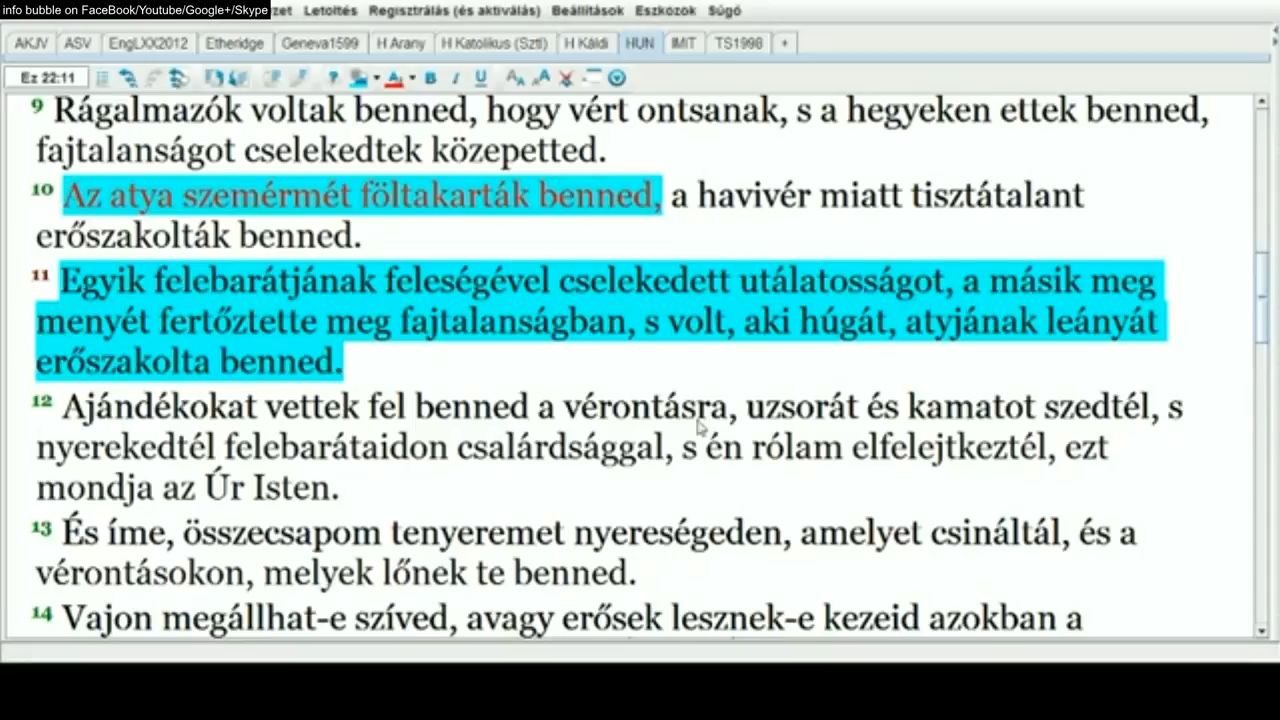 info bubble on FaceBook/Youtube/Google+/Skype
Letoltés Regisztrálás (és aktiválás) Beállítások Eszközök Súgó
AKJV ASV EngLXX2012 Etheridge Geneva1599 H Arany H Katolikus (SztI) H Káldi HUN IMIT TS1998 +
Ez 22:11
9 Rágalmazók voltak benned, hogy vért ontsanak, s a hegyeken ettek benned,
fajtalanságot cselekedtek közepetted.
10 Az atya szemérmét föltakarták benned, a havivér miatt tisztátalant
erőszakolták benned.
11 Egyik felebarátjának feleségével cselekedett utálatosságot, a másik meg
menyét fertőztette meg fajtalanságban, s volt, aki húgát, atyjának leányát
erőszakolta benned.
12 Ajándékokat vettek fel benned a vérontásra, uzsorát és kamatot szedtél, s
nyerekedtél felebarátaidon csalárdsággal, s én rólam elfelejtkeztél, ezt
mondja az Úr Isten.
13 És íme, összecsapom tenyeremet nyereségeden, amelyet csináltál, és a
vérontásokon, melyek lőnek te benned.
14 Vajon megállhat-e szíved, avagy erősek lesznek-e kezeid azokban a